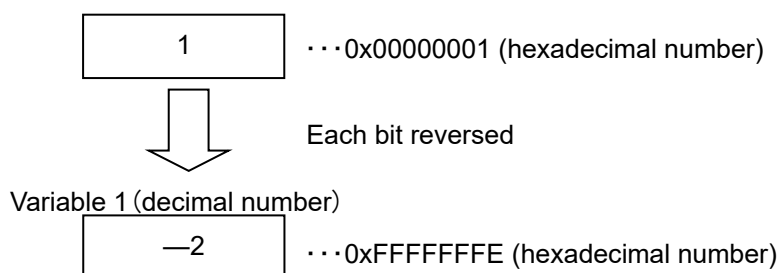 1 ···0x00000001 (hexadecimal number)
Each bit reversed
Variable 1（decimal number）
—2 ···0xFFFFFFFE (hexadecimal number)